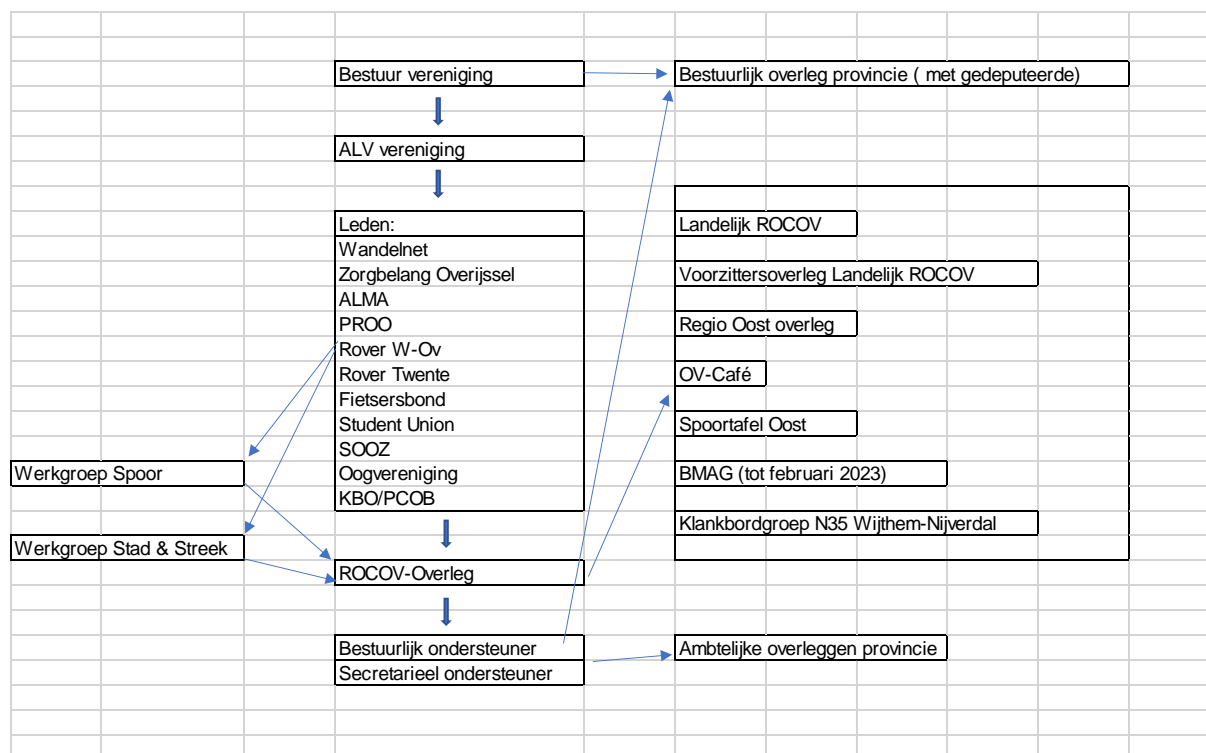 Bestuur vereniging
Bestuurlijk overleg provincie ( met gedeputeerde)
ALV vereniging
Leden:
Wandelnet
Zorgbelang Overijssel
ALMA
PROO
Rover W-Ov
Rover Twente
Fietsersbond
Student Union
SOOZ
Oogvereniging
KBO/PCOB
Landelijk ROCOV
Voorzittersoverleg Landelijk ROCOV
Regio Oost overleg
OV-Café
Spoortafel Oost
BMAG (tot februari 2023)
Klankbordgroep N35 Wijthem-Nijverdal
Werkgroep Spoor
Werkgroep Stad & Streek
ROCOV-Overleg
Bestuurlijk ondersteuner
Secretarieel ondersteuner
Ambtelijke overleggen provincie